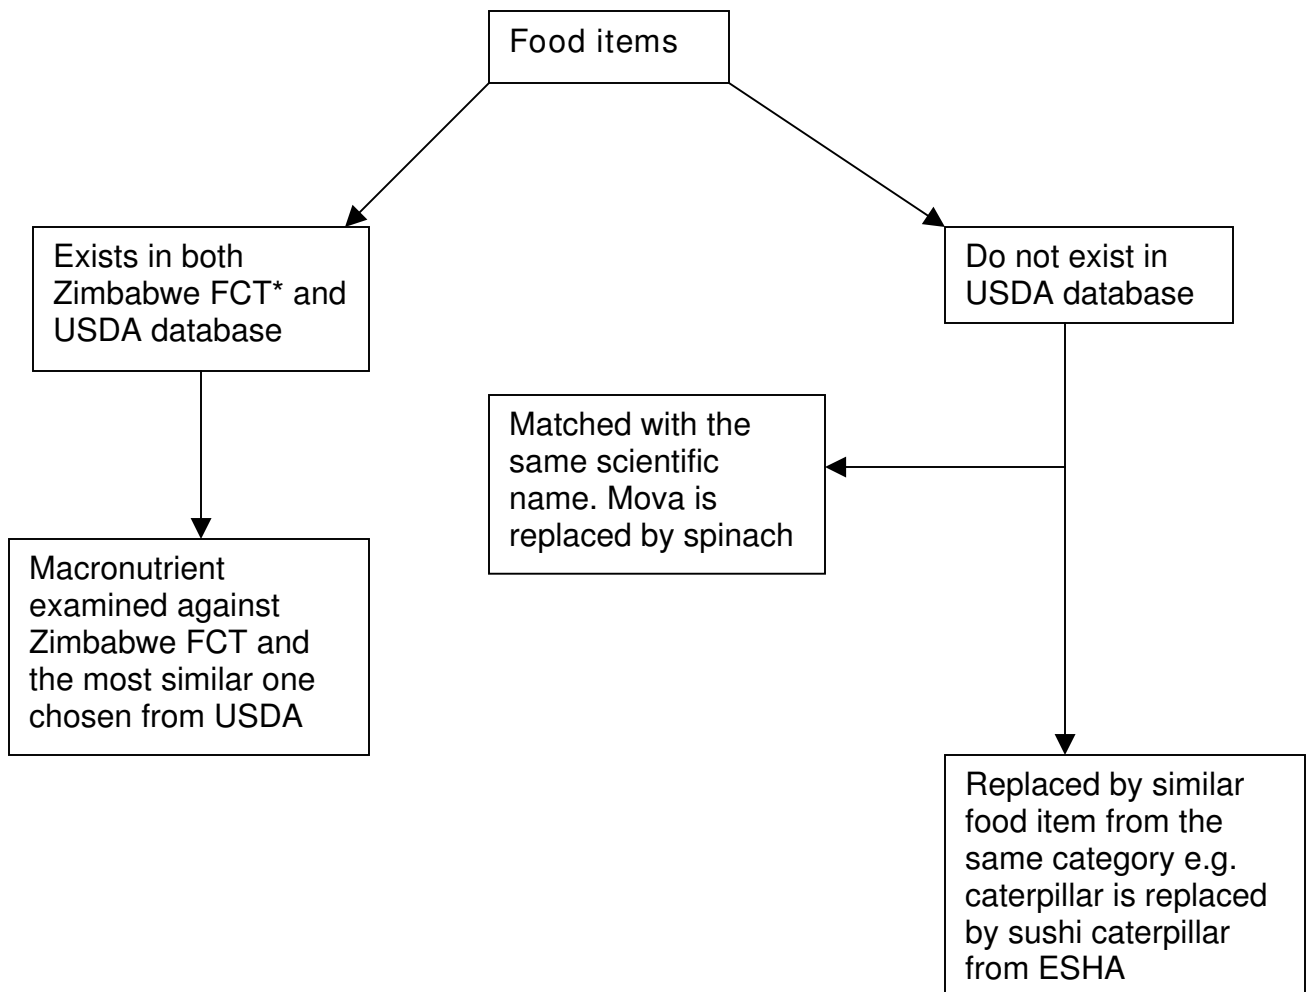 Food items
Exists in both
Zimbabwe FCT* and
USDA database
Do not exist in
USDA database
Matched with the
same scientific
name. Mova is
replaced by spinach
Macronutrient
examined against
Zimbabwe FCT and
the most similar one
chosen from USDA
Replaced by similar
food item from the
same category e.g.
caterpillar is replaced
by sushi caterpillar
from ESHA